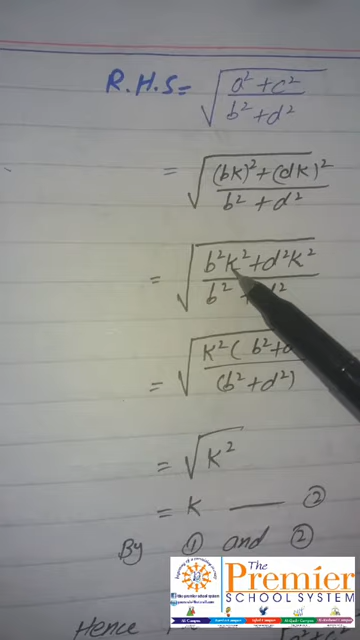 R.H.S = √(a² + c² / b² + d²)
= √((bk)² + (dk)² / b² + d²)
= √(b²k² + d²k² / b² + d²)
= √(k²(b² + d / (b² + d²))
= √k²
= k —— ②
By ① and ②
The Premier
SCHOOL SYSTEM
Hence